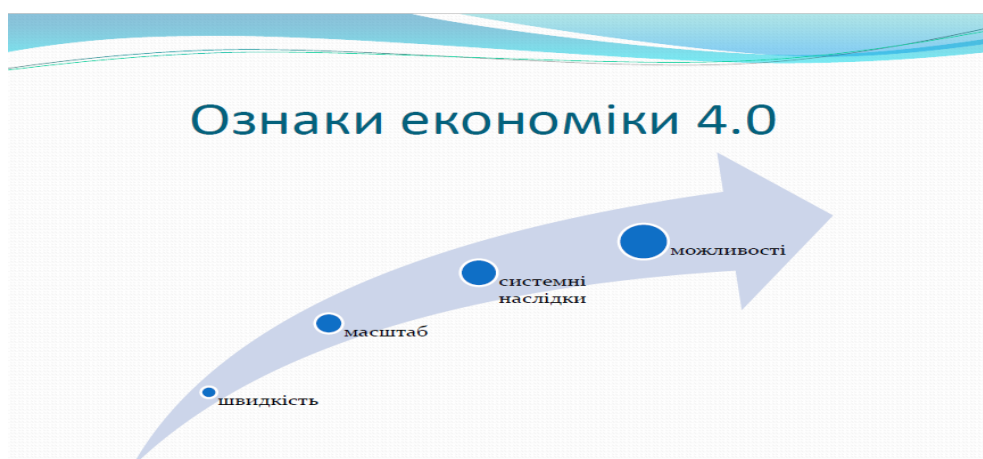 Ознаки економіки 4.0
можливості
системні
наслідки
масштаб
швидкість